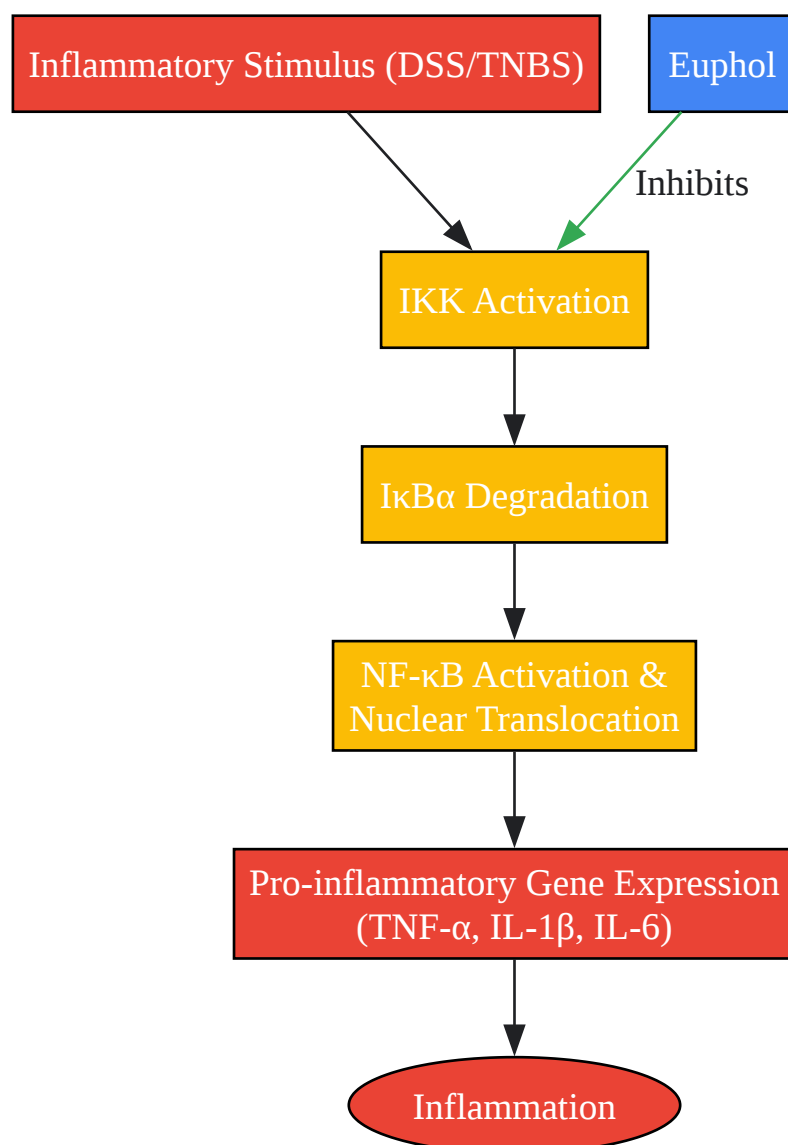 Inflammatory Stimulus (DSS/TNBS)
Euphol
Inhibits
IKK Activation
IκBα Degradation
NF-κB Activation &
Nuclear Translocation
Pro-inflammatory Gene Expression
(TNF-α, IL-1β, IL-6)
Inflammation